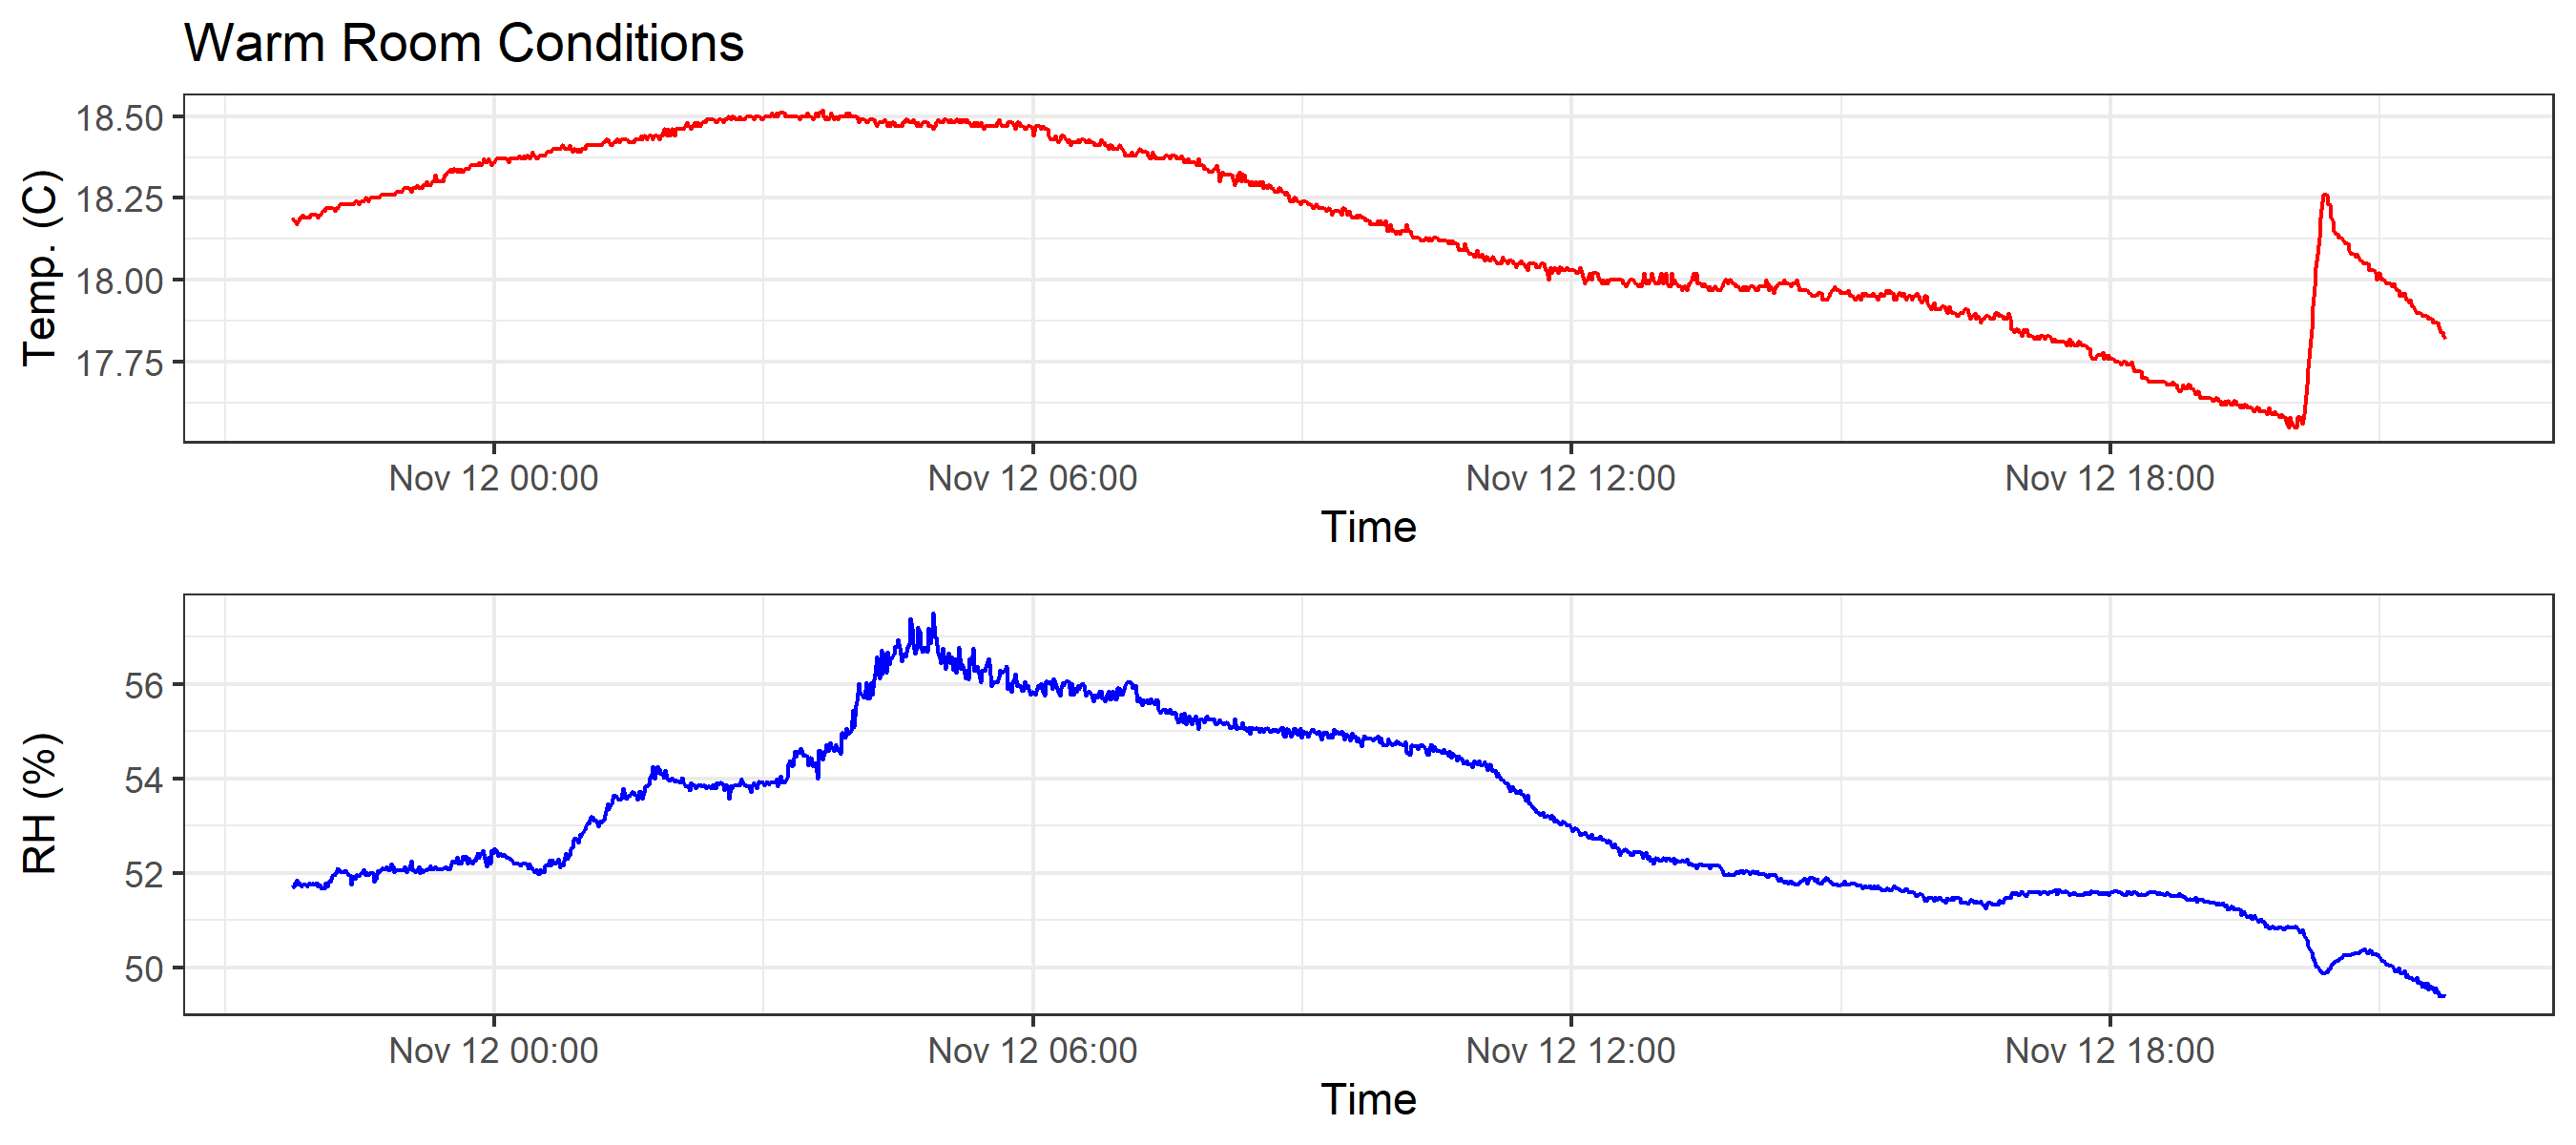 Warm Room Conditions
Temp. (C)
18.50
18.25
18.00
17.75
Nov 12 00:00 Nov 12 06:00 Nov 12 12:00 Nov 12 18:00
Time
RH (%)
56
54
52
50
Nov 12 00:00 Nov 12 06:00 Nov 12 12:00 Nov 12 18:00
Time